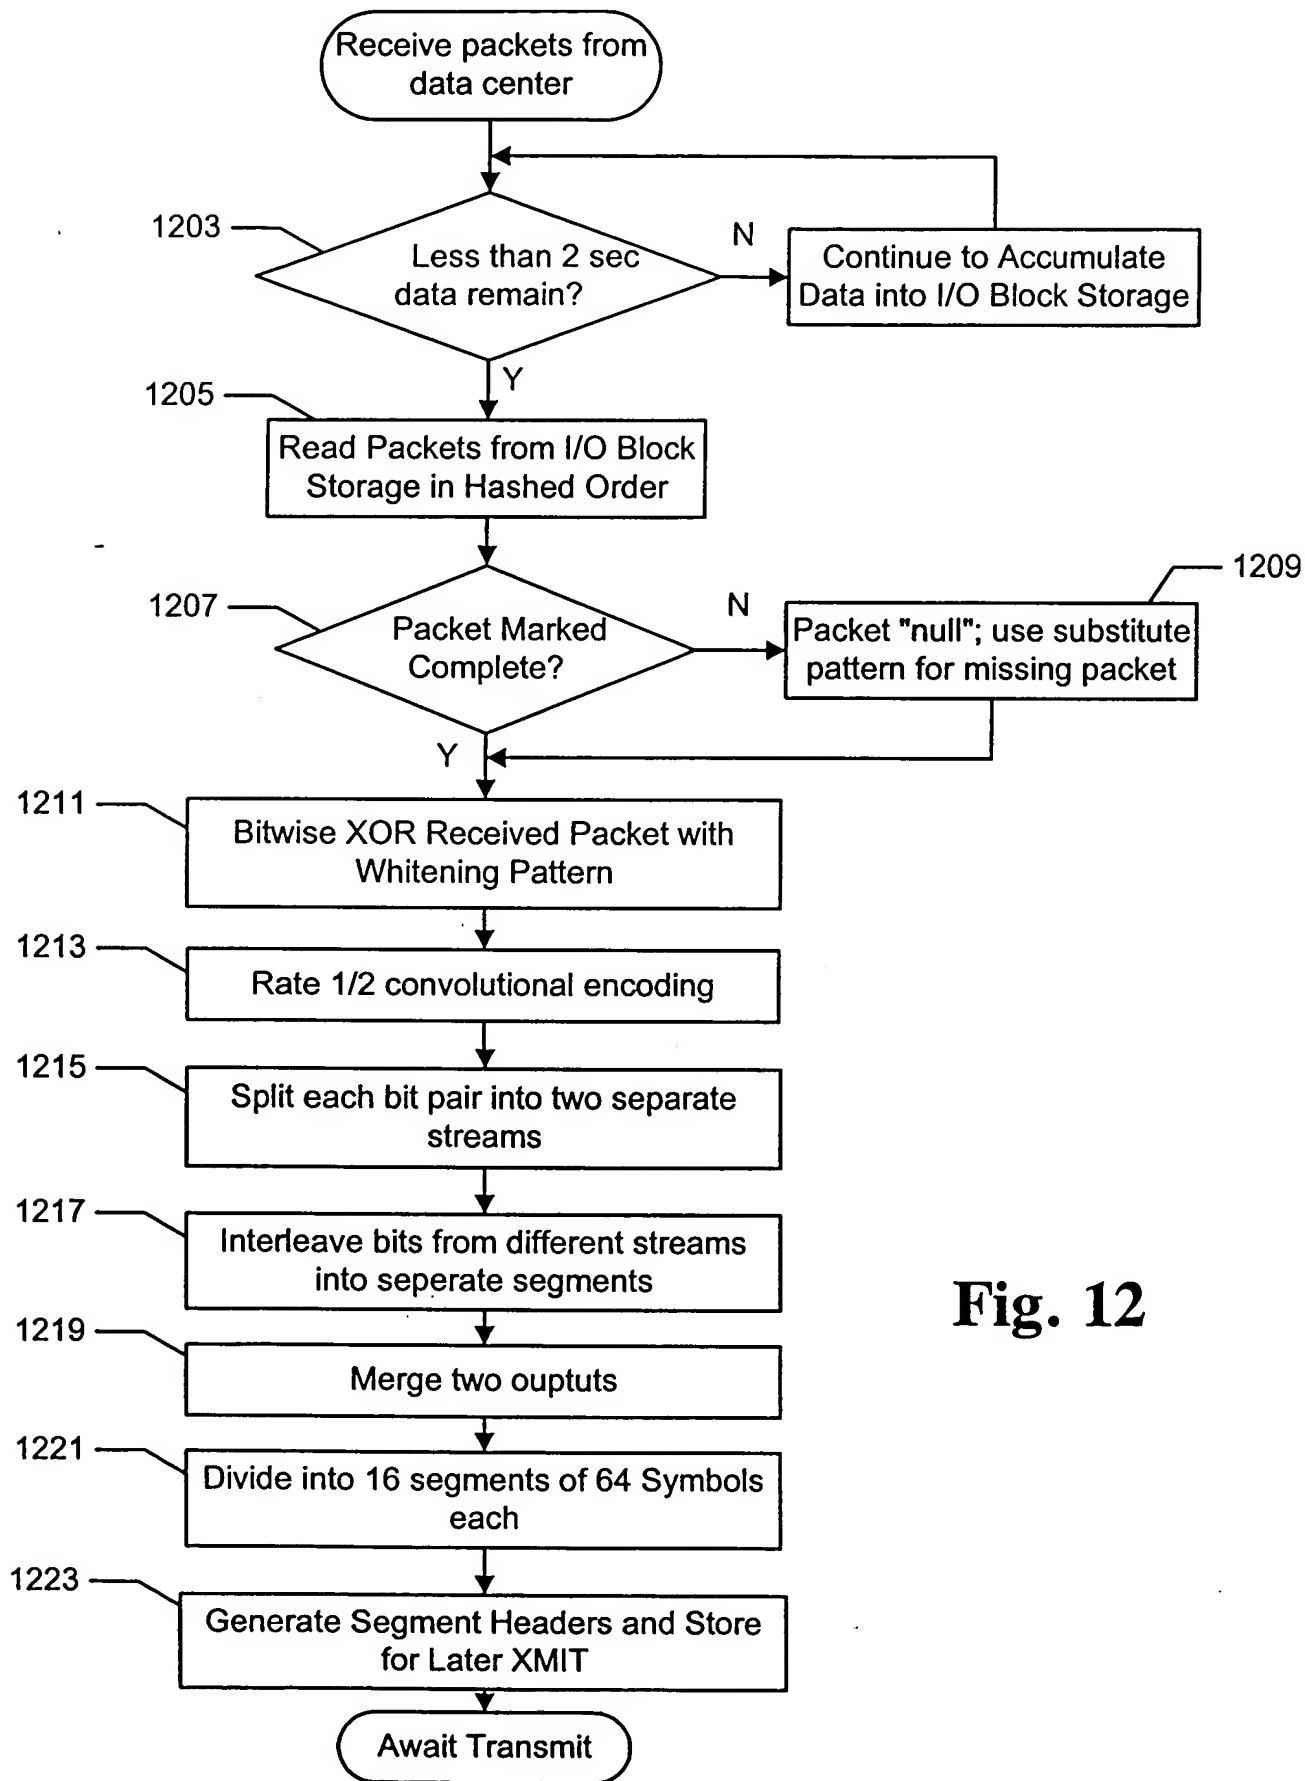 Receive packets from
data center
1203
Less than 2 sec
data remain?
N
Continue to Accumulate
Data into I/O Block Storage
Y
1205
Read Packets from I/O Block
Storage in Hashed Order
1207
Packet Marked
Complete?
N
1209
Packet "null"; use substitute
pattern for missing packet
Y
1211
Bitwise XOR Received Packet with
Whitening Pattern
1213
Rate 1/2 convolutional encoding
1215
Split each bit pair into two separate
streams
1217
Interleave bits from different streams
into seperate segments
Fig. 12
1219
Merge two ouptuts
1221
Divide into 16 segments of 64 Symbols
each
1223
Generate Segment Headers and Store
for Later XMIT
Await Transmit